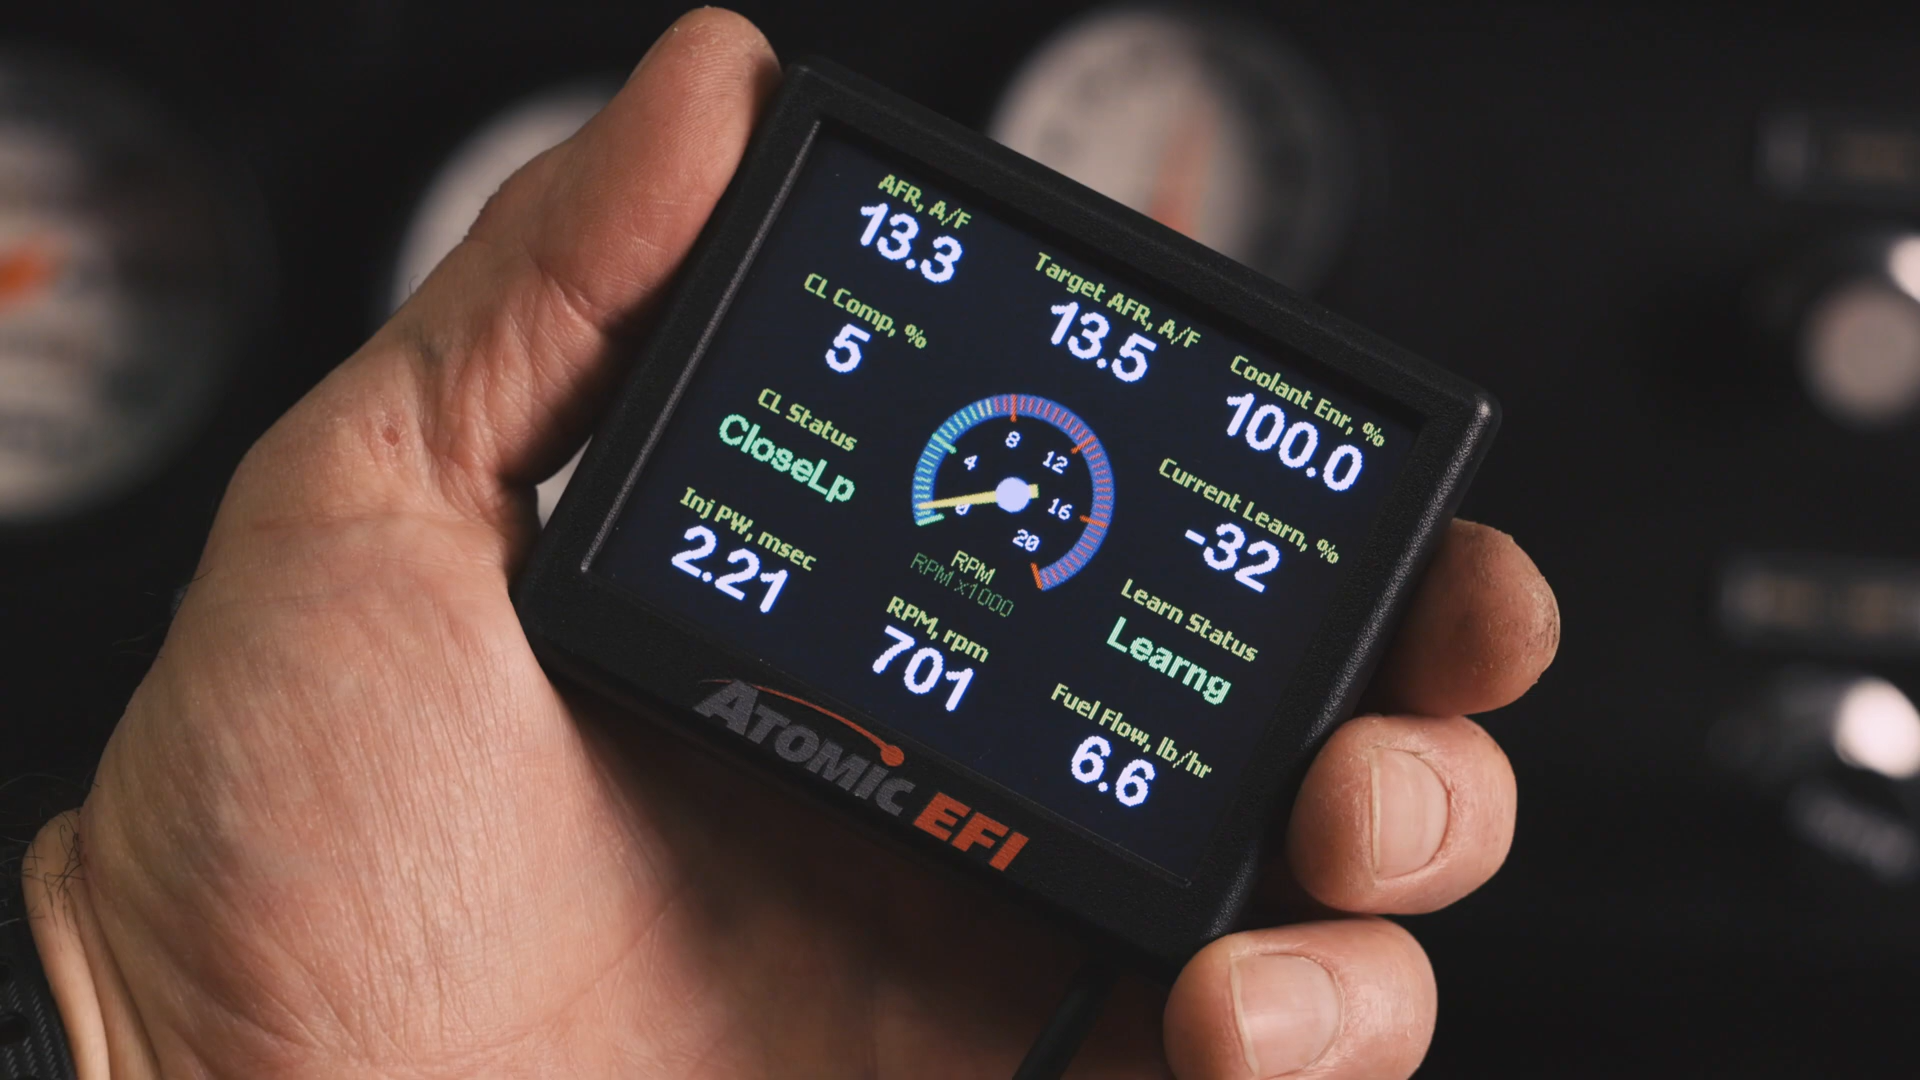 AFR, A/F
13.3
Target AFR, A/F
13.5
Coolant Enr, %
100.0
CL Comp, %
5
CL Status
CloseLp
Inj PW, msec
2.21
0
4
8
12
16
20
RPM
RPM x1000
RPM, rpm
701
Current Learn, %
-32
Learn Status
Learng
Fuel Flow, lb/hr
6.6
ATOMIC EFI